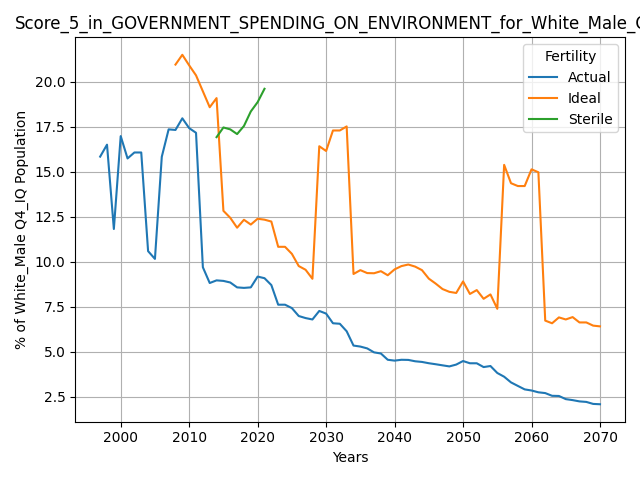 Score_5_in_GOVERNMENT_SPENDING_ON_ENVIRONMENT_for_White_Male_
Fertility
Actual
Ideal
Sterile
% of White_Male Q4_IQ Population
20.0
17.5
15.0
12.5
10.0
7.5
5.0
2.5
2000
2010
2020
2030
2040
2050
2060
2070
Years